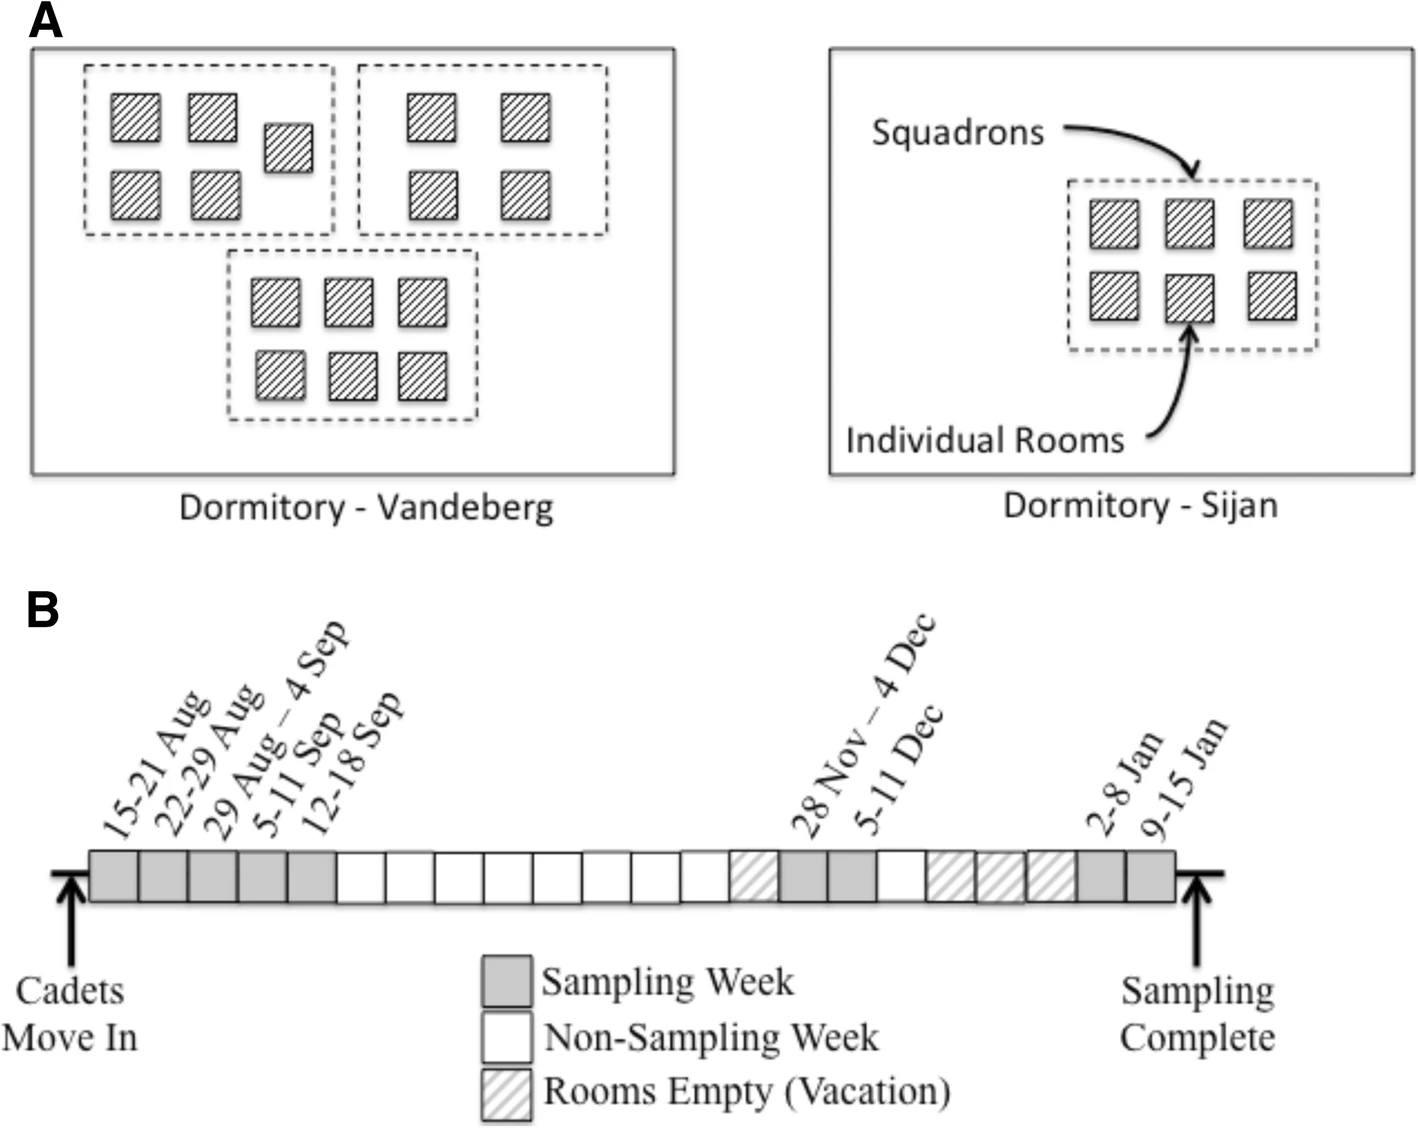 A
Squadrons
Individual Rooms
Dormitory - Vandeberg
Dormitory - Sijan
B
15-21 Aug
22-29 Aug
29 Aug – 4 Sep
5-11 Sep
12-18 Sep
28 Nov – 4 Dec
5-11 Dec
2-8 Jan
9-15 Jan
Cadets
Move In
Sampling Week
Non-Sampling Week
Rooms Empty (Vacation)
Sampling
Complete